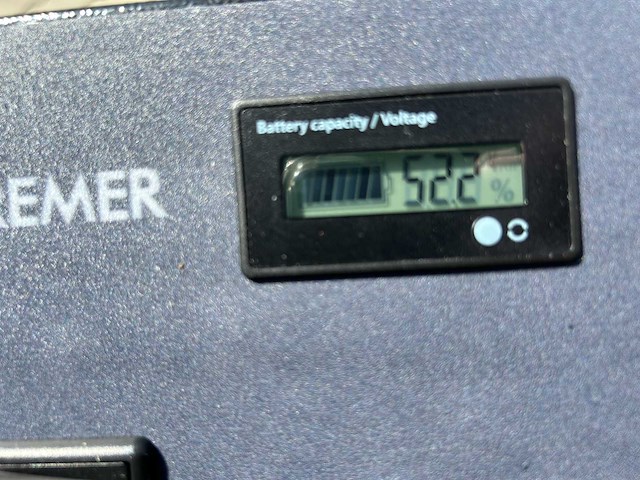 Battery capacity / Voltage
52.2 %
REMER